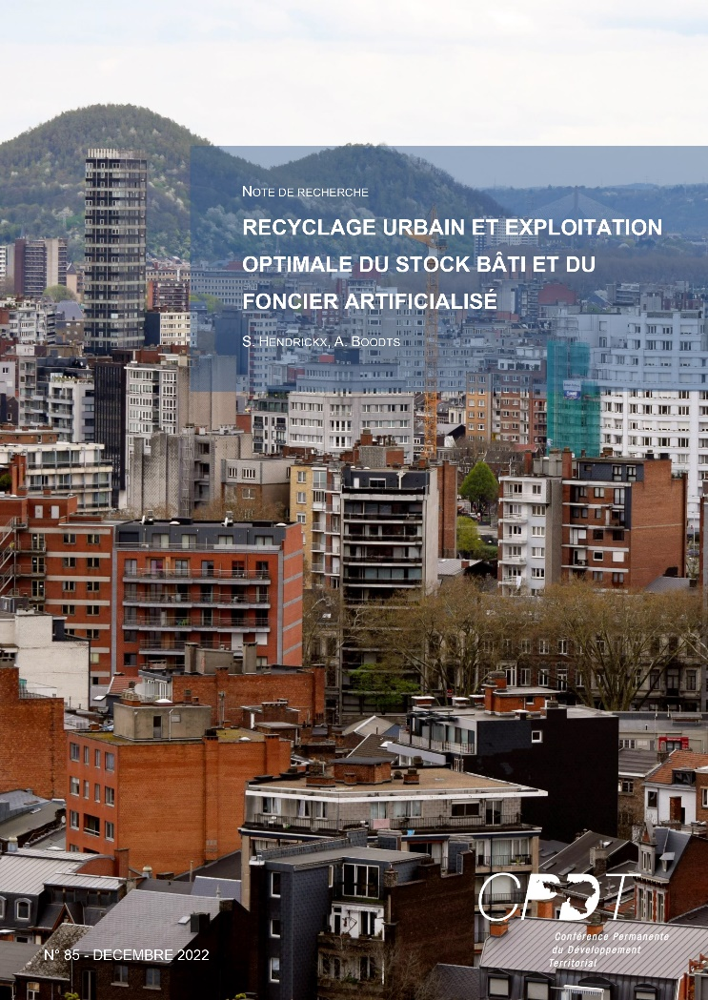 NOTE DE RECHERCHE
RECYCLAGE URBAIN ET EXPLOITATION
OPTIMALE DU STOCK BÂTI ET DU
FONCIER ARTIFICIALISÉ
S. HENDRICKX, A. BOODTS
CPDT
Conférence Permanente
du Développement
Territorial
N° 85 - DECEMBRE 2022